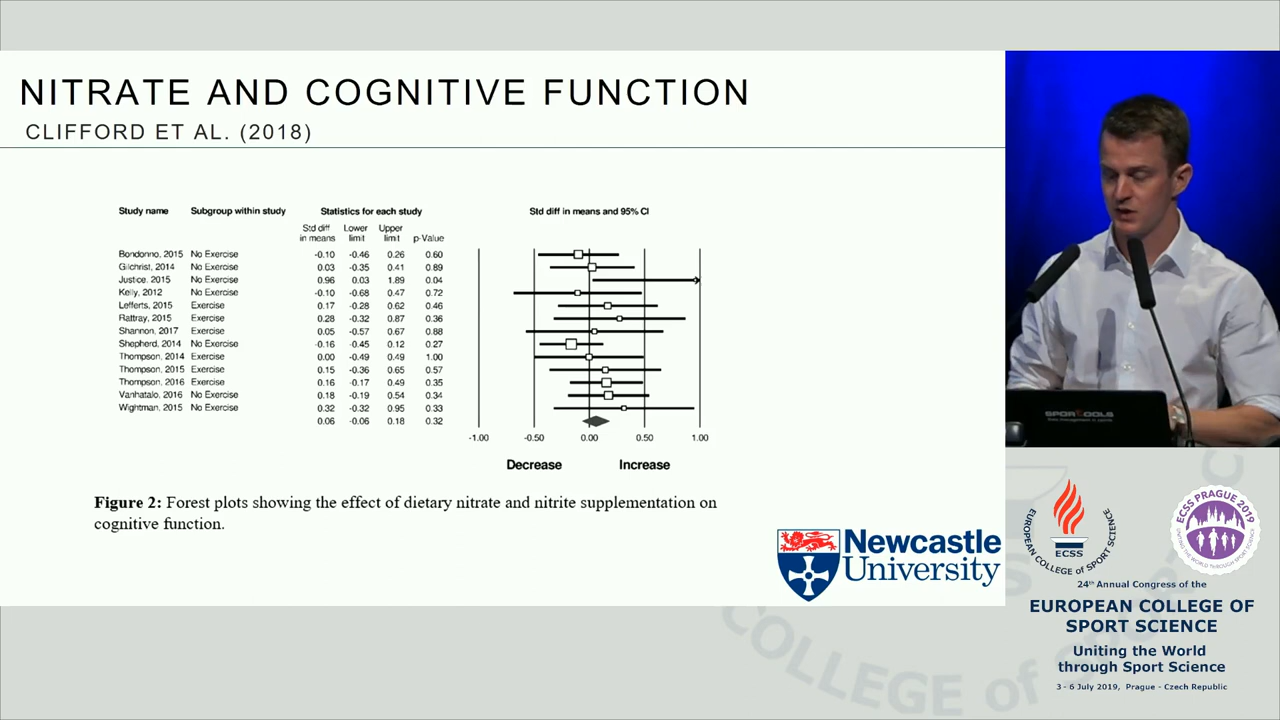 NITRATE AND COGNITIVE FUNCTION
CLIFFORD ET AL. (2018)
Study name Subgroup within study Statistics for each study Std diff in means and 95% CI
Std diff Lower Upper
in means limit limit p-Value
Bondonno, 2015 No Exercise -0.10 -0.46 0.26 0.60
Gilchrist, 2014 No Exercise 0.03 -0.35 0.41 0.89
Justice, 2015 No Exercise 0.96 0.03 1.89 0.04
Kelly, 2012 No Exercise -0.10 -0.68 0.47 0.72
Lefferts, 2015 Exercise 0.17 -0.28 0.62 0.46
Rattray, 2015 Exercise 0.28 -0.32 0.87 0.36
Shannon, 2017 Exercise 0.05 -0.57 0.67 0.88
Shepherd, 2014 No Exercise -0.16 -0.45 0.12 0.27
Thompson, 2014 Exercise 0.00 -0.49 0.49 1.00
Thompson, 2015 Exercise 0.15 -0.36 0.65 0.57
Thompson, 2016 Exercise 0.16 -0.17 0.49 0.35
Vanhatalo, 2016 No Exercise 0.18 -0.19 0.54 0.34
Wightman, 2015 No Exercise 0.32 -0.32 0.95 0.33
0.06 -0.06 0.18 0.32
-1.00 -0.50 0.00 0.50 1.00
Decrease Increase
Figure 2: Forest plots showing the effect of dietary nitrate and nitrite supplementation on
cognitive function.
Newcastle
University
EUROPEAN COLLEGE of SPORT SCIENCE
ECSS
ECSS PRAGUE 2019
UNITING THE WORLD THROUGH SPORT SCIENCE
24th Annual Congress of the
EUROPEAN COLLEGE OF
SPORT SCIENCE
Uniting the World
through Sport Science
3 - 6 July 2019, Prague - Czech Republic
COLLEGE of